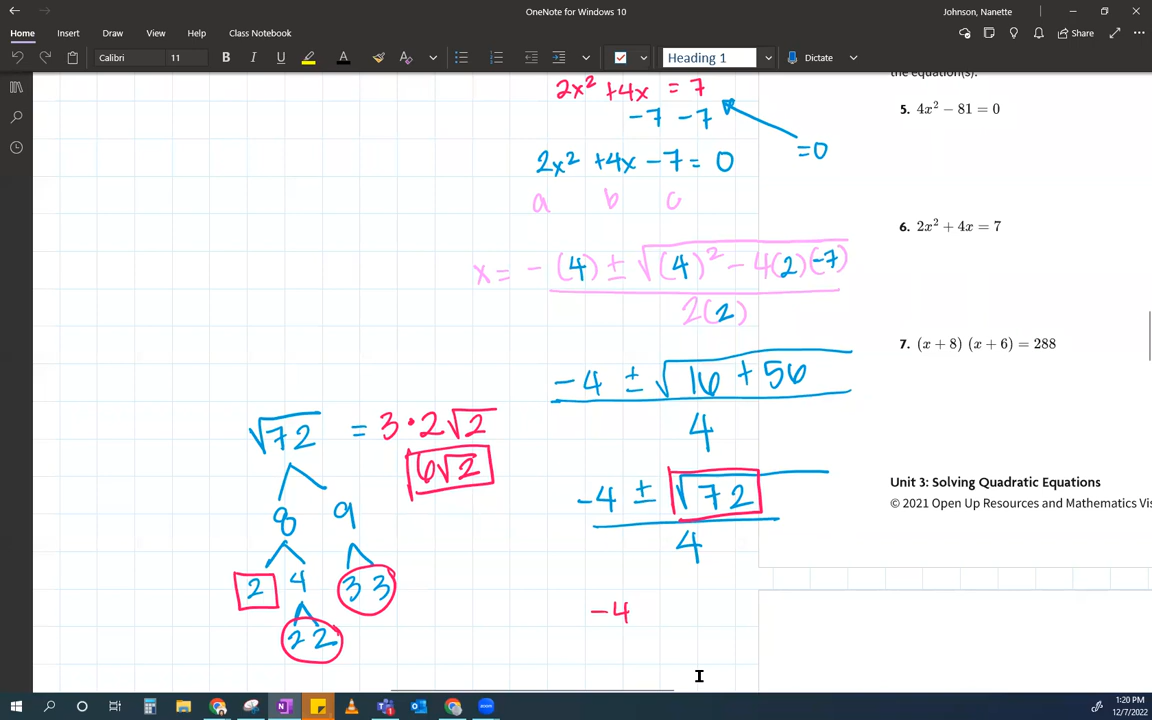 OneNote for Windows 10
Johnson, Nanette
Home Insert Draw View Help Class Notebook
Share
Calibri 11 B I U A Heading 1 Dictate
the equation(s).
5. 4x² − 81 = 0
6. 2x² + 4x = 7
7. (x + 8) (x + 6) = 288
Unit 3: Solving Quadratic Equations
© 2021 Open Up Resources and Mathematics Vis
2x² +4x = 7
-7 -7
=0
2x² +4x -7 = 0
a b c
x = -(4) ± √(4)² - 4(2)(-7)
2(2)
-4 ± √16 + 56
4
-4 ± √72
4
-4
√72 = 3·2√2
6√2
8 9
2 4 3 3
2 2
1:20 PM
12/7/2022